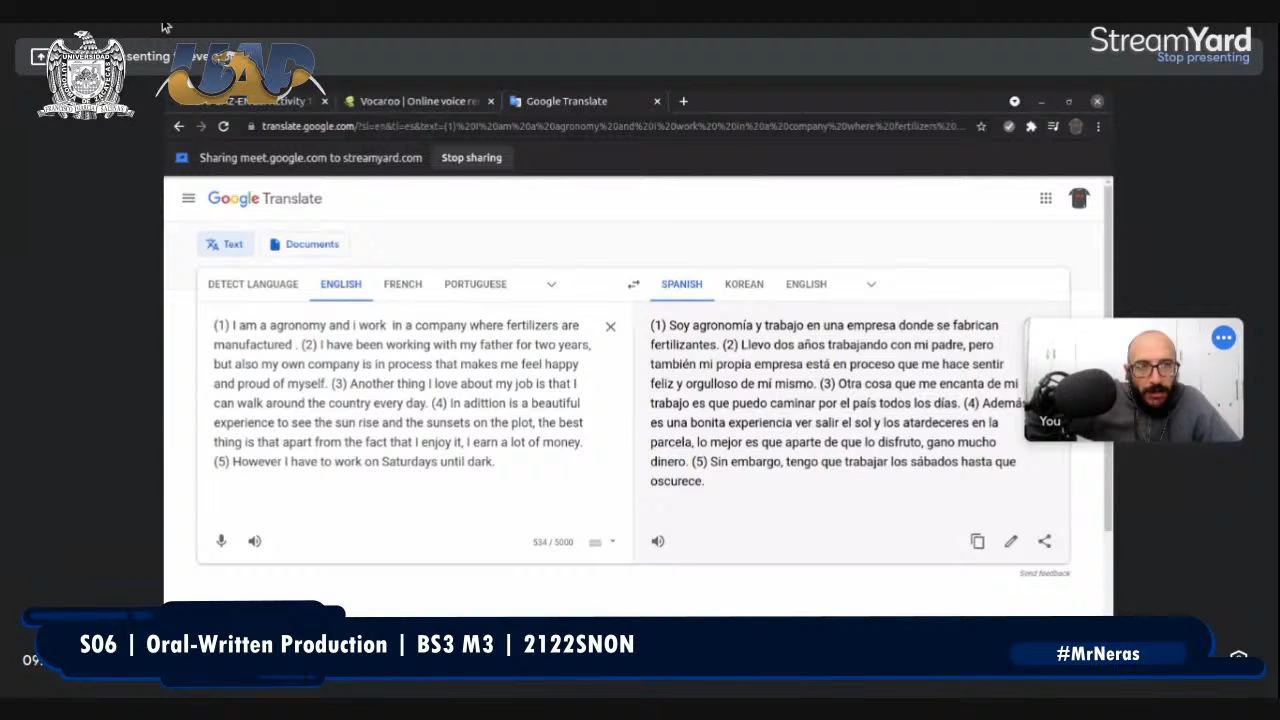 StreamYard
Stop presenting
UNIVERSIDAD
UEAP
Vocaroo | Online voice re
Google Translate
Sharing meet.google.com to streamyard.com
Stop sharing
Google Translate
Text
Documents
DETECT LANGUAGE
ENGLISH
FRENCH
PORTUGUESE
SPANISH
KOREAN
ENGLISH
(1) I am a agronomy and i work in a company where fertilizers are
manufactured . (2) I have been working with my father for two years,
but also my own company is in process that makes me feel happy
and proud of myself. (3) Another thing I love about my job is that I
can walk around the country every day. (4) In adittion is a beautiful
experience to see the sun rise and the sunsets on the plot, the best
thing is that apart from the fact that I enjoy it, I earn a lot of money.
(5) However I have to work on Saturdays until dark.
534 / 5000
(1) Soy agronomía y trabajo en una empresa donde se fabrican
fertilizantes. (2) Llevo dos años trabajando con mi padre, pero
también mi propia empresa está en proceso que me hace sentir
feliz y orgulloso de mí mismo. (3) Otra cosa que me encanta de mi
trabajo es que puedo caminar por el país todos los días. (4) Además
es una bonita experiencia ver salir el sol y los atardeceres en la
parcela, lo mejor es que aparte de que lo disfruto, gano mucho
dinero. (5) Sin embargo, tengo que trabajar los sábados hasta que
oscurece.
You
Send feedback
S06 | Oral-Written Production | BS3 M3 | 2122SNON
#MrNeras